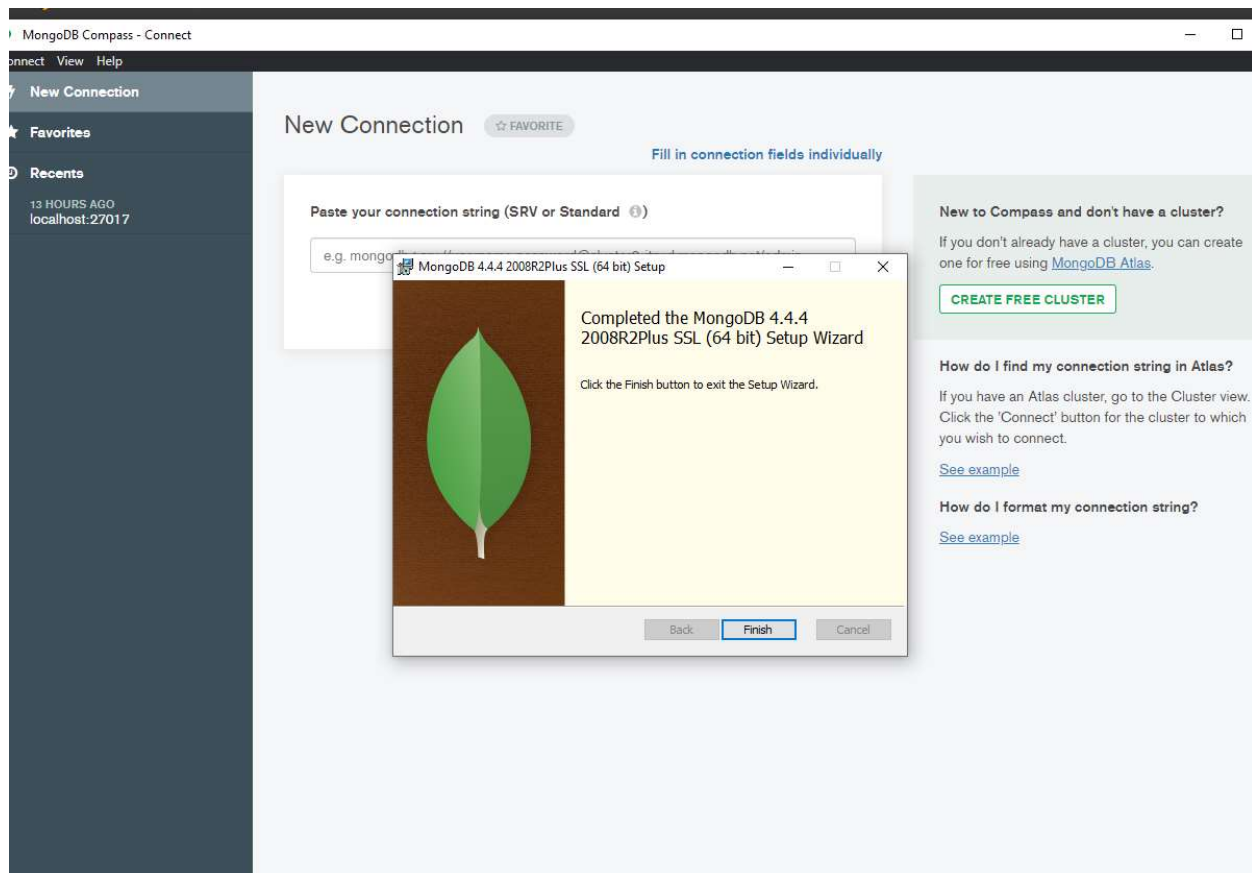 MongoDB Compass - Connect
onnect View Help
New Connection
Favorites
Recents
13 HOURS AGO
localhost:27017
New Connection
FAVORITE
Fill in connection fields individually
Paste your connection string (SRV or Standard )
e.g. mongo
MongoDB 4.4.4 2008R2Plus SSL (64 bit) Setup
Completed the MongoDB 4.4.4
2008R2Plus SSL (64 bit) Setup Wizard
Click the Finish button to exit the Setup Wizard.
Back
Finish
Cancel
New to Compass and don't have a cluster?
If you don't already have a cluster, you can create
one for free using MongoDB Atlas.
CREATE FREE CLUSTER
How do I find my connection string in Atlas?
If you have an Atlas cluster, go to the Cluster view.
Click the 'Connect' button for the cluster to which
you wish to connect.
See example
How do I format my connection string?
See example